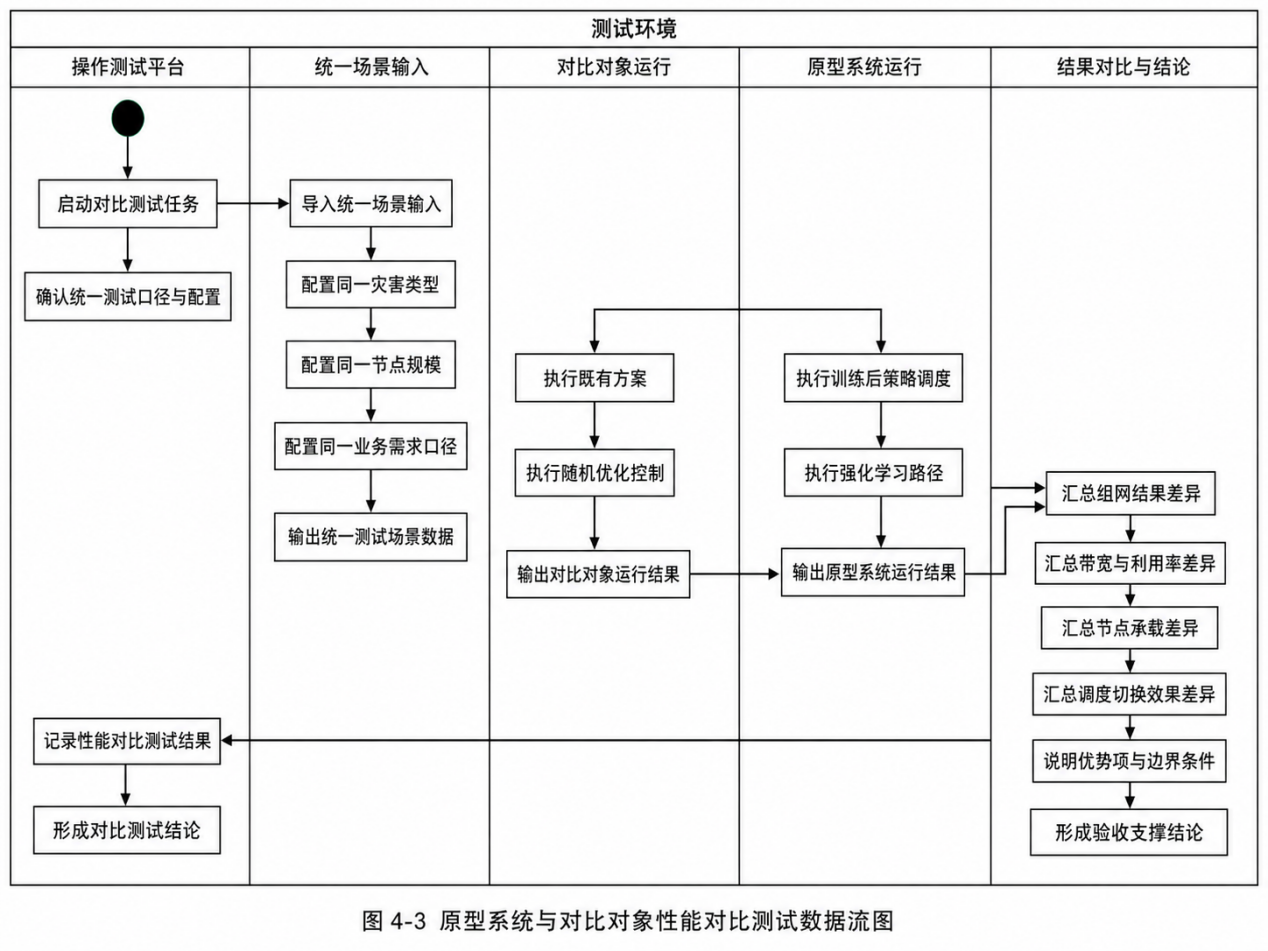 测试环境
操作测试平台
统一场景输入
对比对象运行
原型系统运行
结果对比与结论
启动对比测试任务
确认统一测试口径与配置
记录性能对比测试结果
形成对比测试结论
导入统一场景输入
配置同一灾害类型
配置同一节点规模
配置同一业务需求口径
输出统一测试场景数据
执行既有方案
执行随机优化控制
输出对比对象运行结果
执行训练后策略调度
执行强化学习路径
输出原型系统运行结果
汇总组网结果差异
汇总带宽与利用率差异
汇总节点承载差异
汇总调度切换效果差异
说明优势项与边界条件
形成验收支撑结论
图 4-3 原型系统与对比对象性能对比测试数据流图